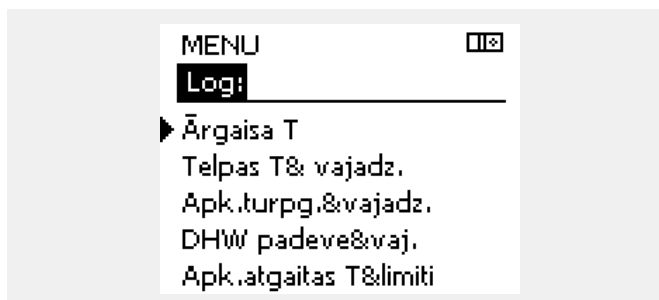 MENU
Log:
Ārgaisa T
Telpas T& vajadz.
Apk.turpg.&vajadz.
DHW padeve&vaj.
Apk.atgaitas T&limiti